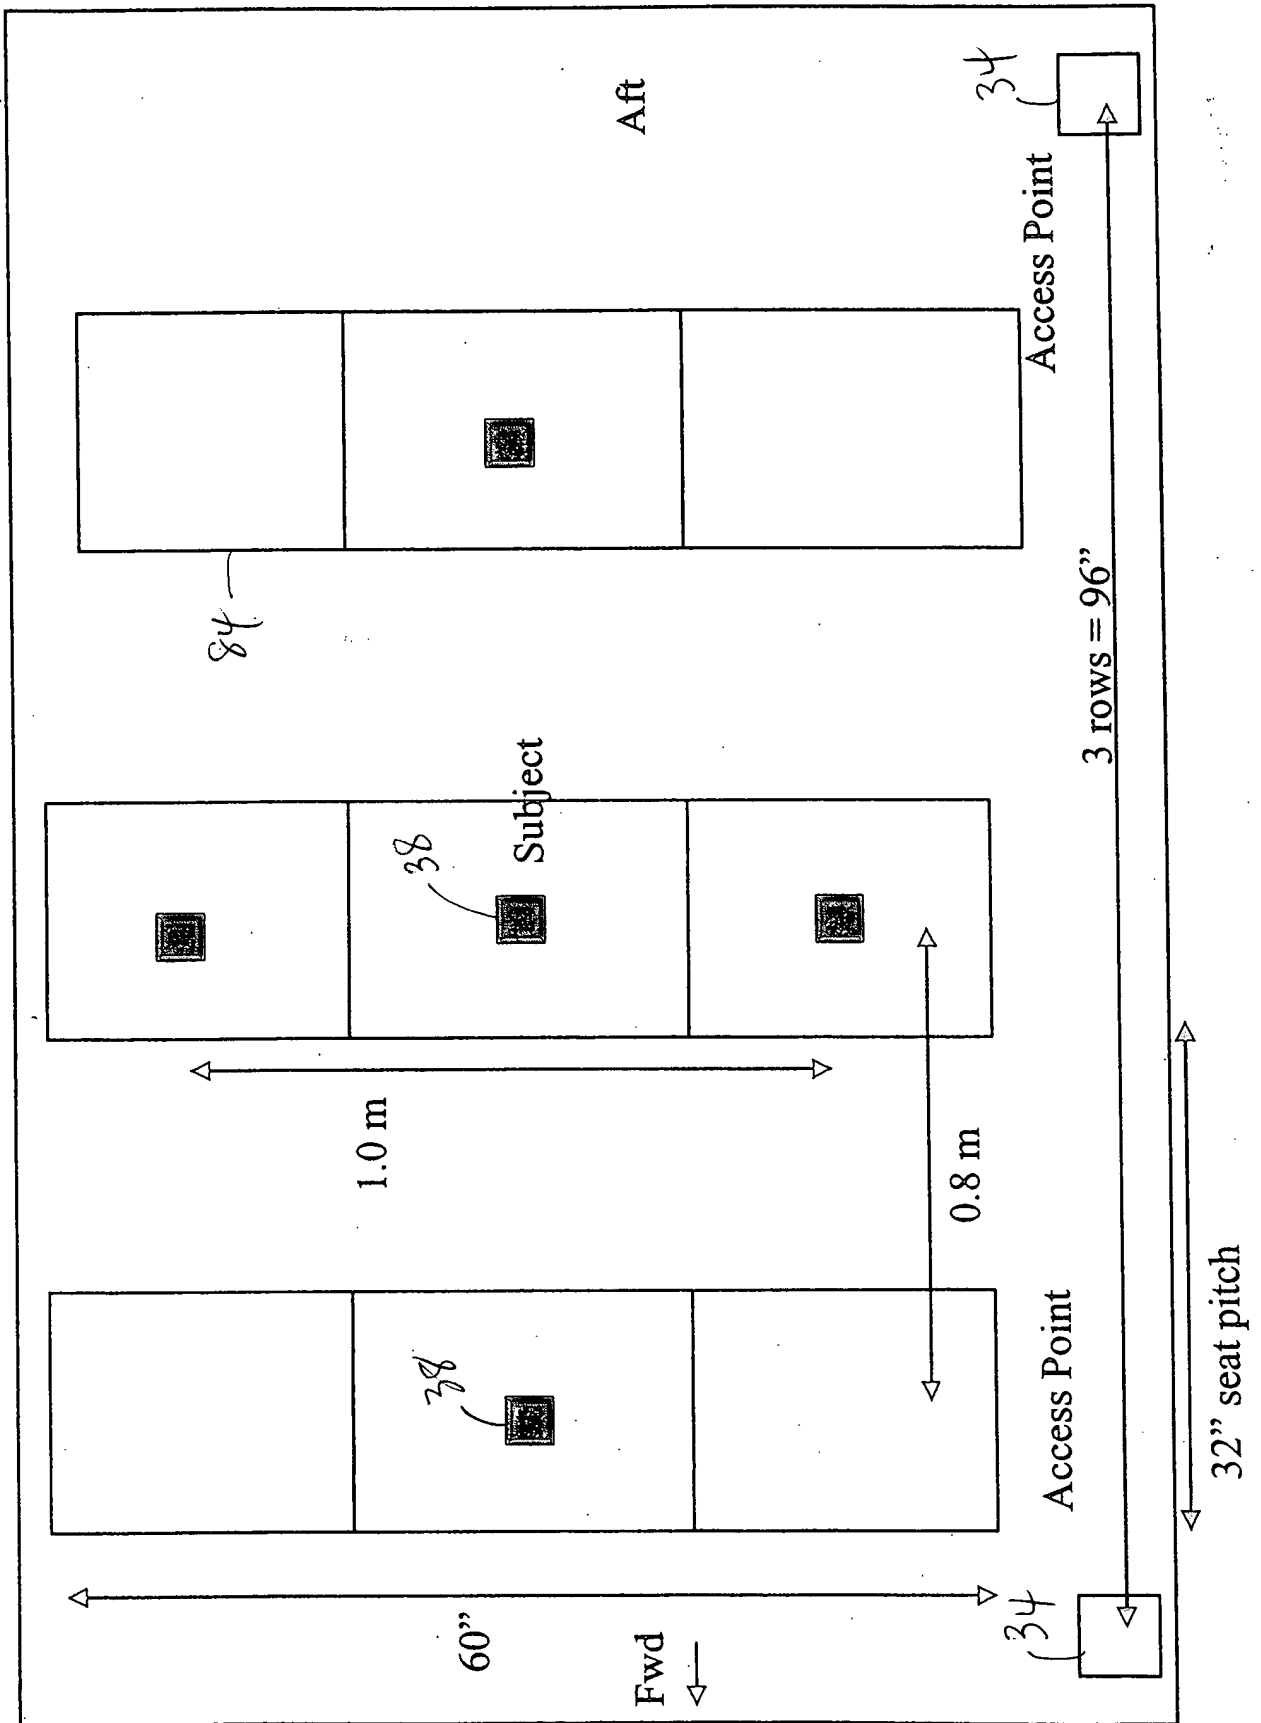 Aft
34
Access Point
84
Subject
38
3 rows = 96”
1.0 m
0.8 m
38
Access Point
32” seat pitch
60”
Fwd
34